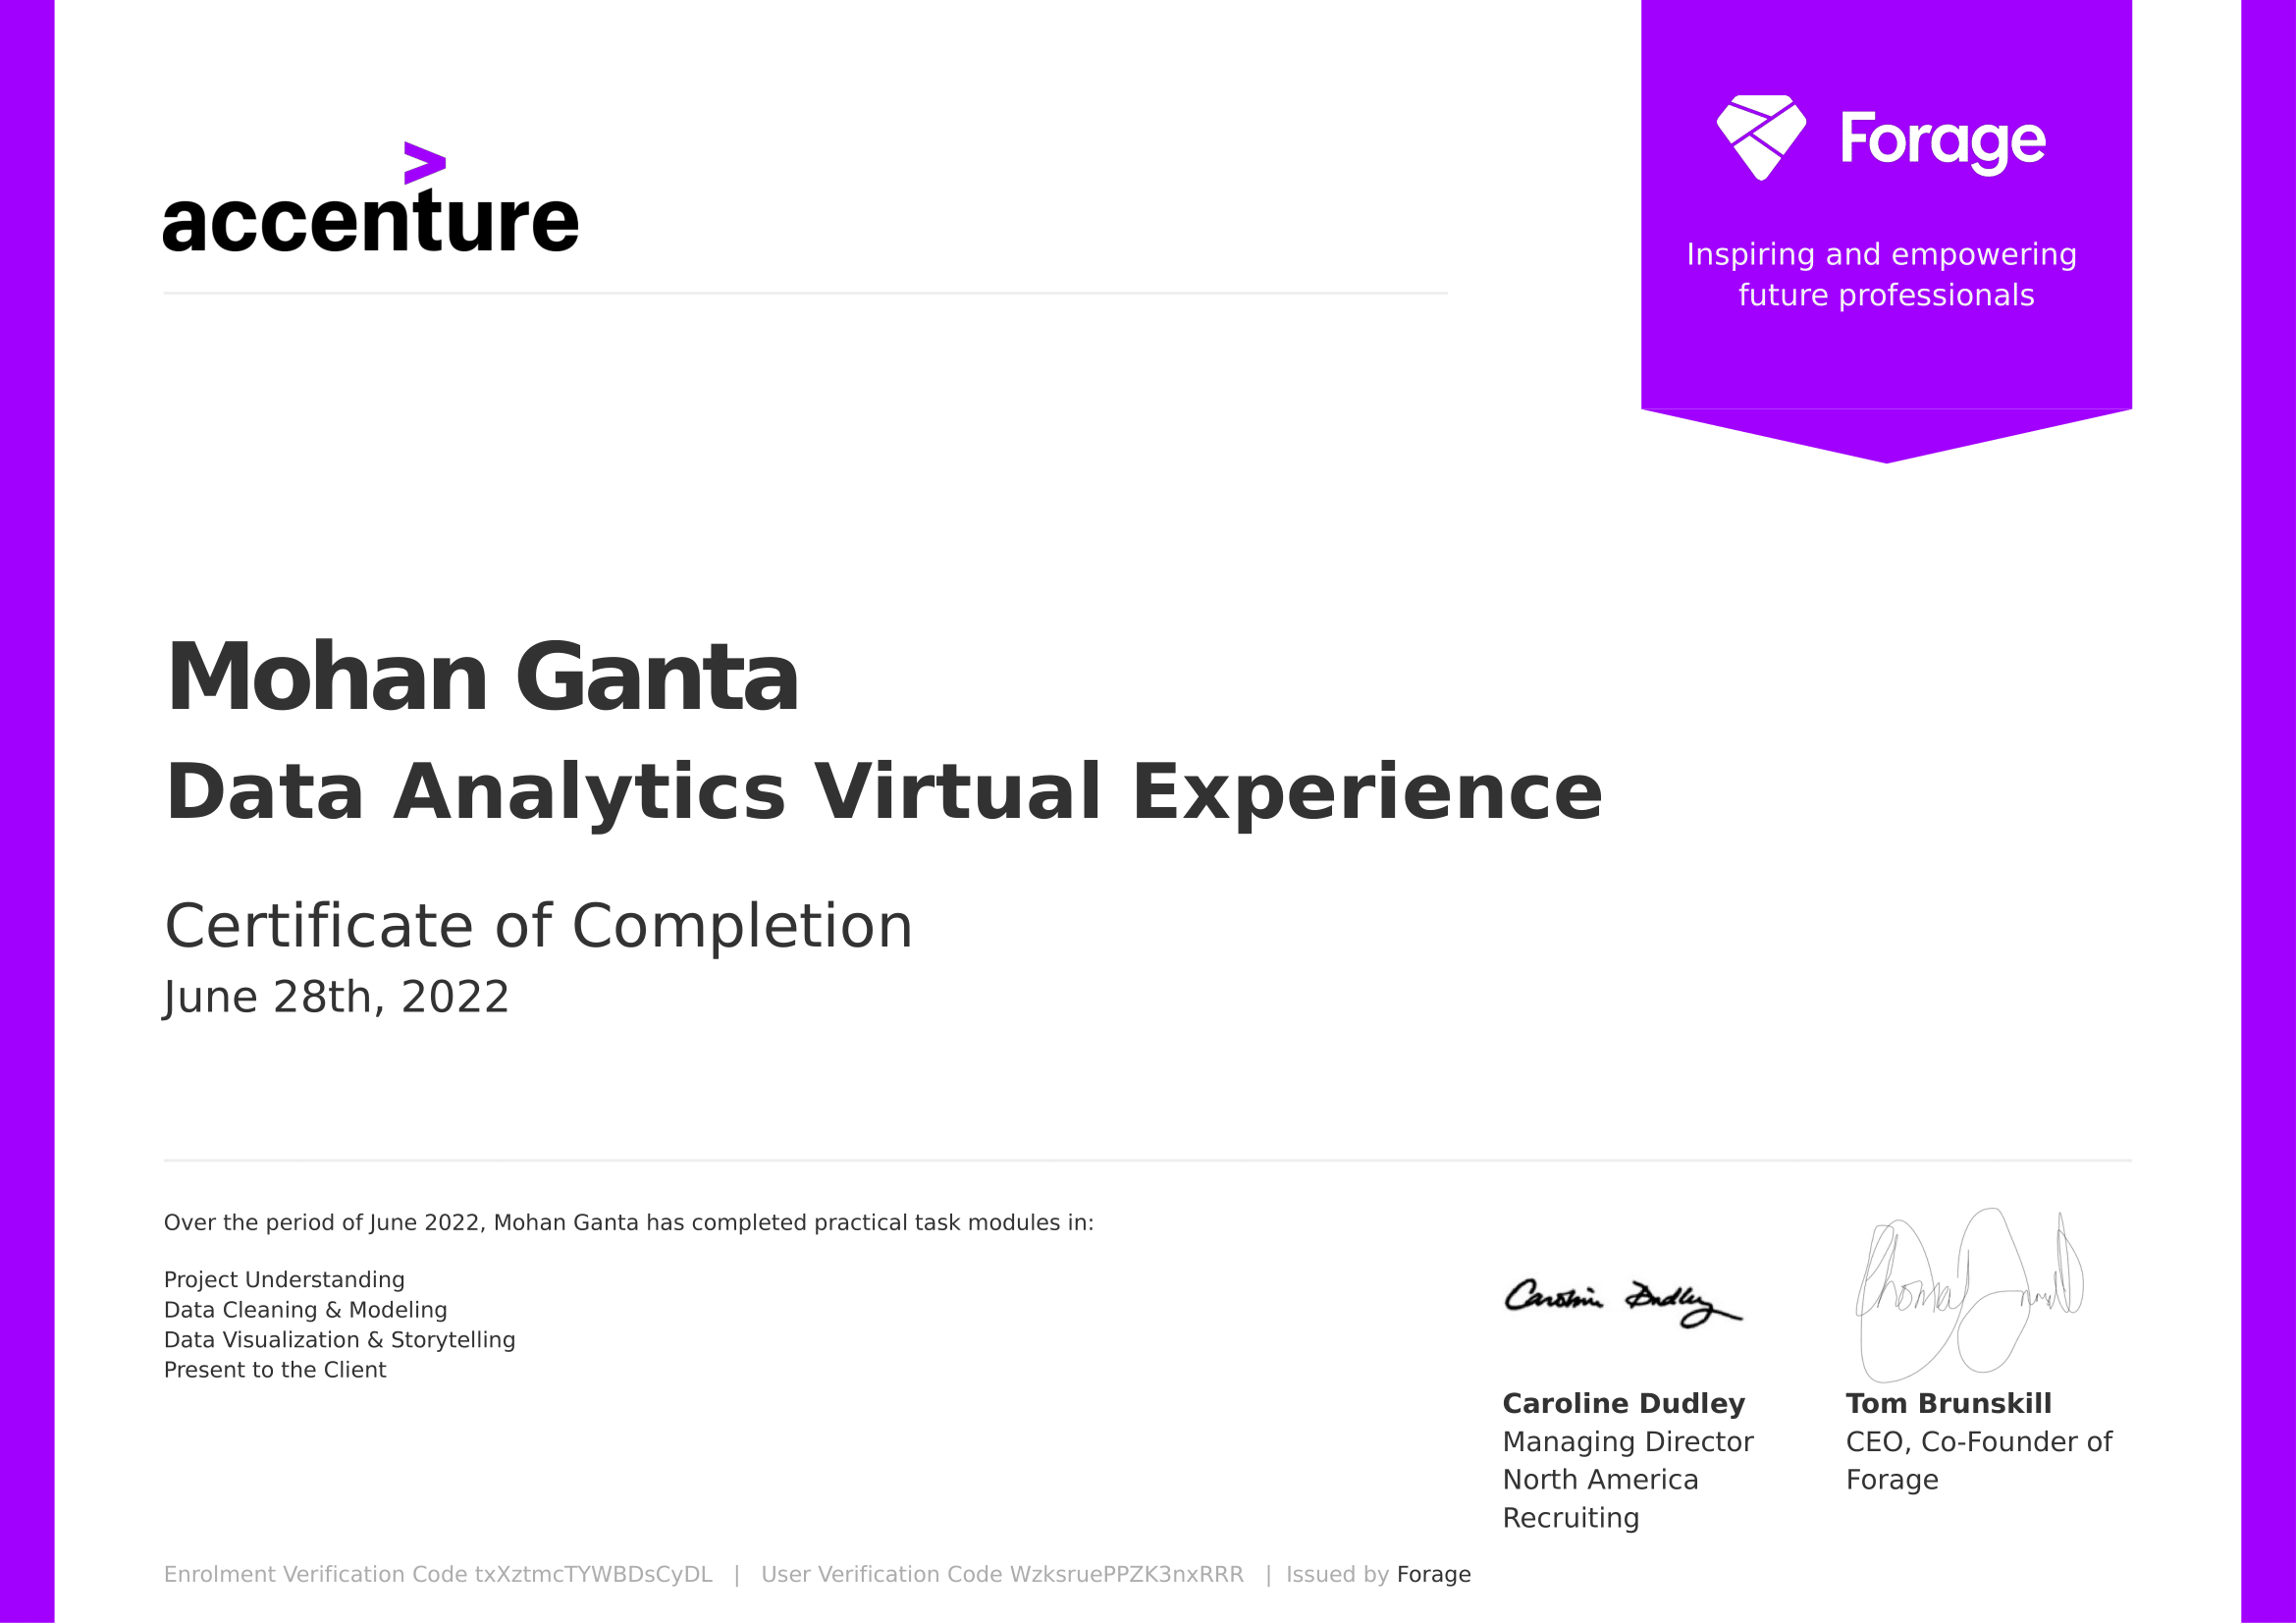 accenture
>
Forage
Inspiring and empowering
future professionals
Mohan Ganta
Data Analytics Virtual Experience
Certificate of Completion
June 28th, 2022
Over the period of June 2022, Mohan Ganta has completed practical task modules in:
Project Understanding
Data Cleaning & Modeling
Data Visualization & Storytelling
Present to the Client
Caroline Dudley
Caroline Dudley
Managing Director
North America
Recruiting
Tom Brunskill
CEO, Co-Founder of
Forage
Enrolment Verification Code txXztmcTYWBDsCyDL | User Verification Code WzksruePPZK3nxRRR | Issued by Forage